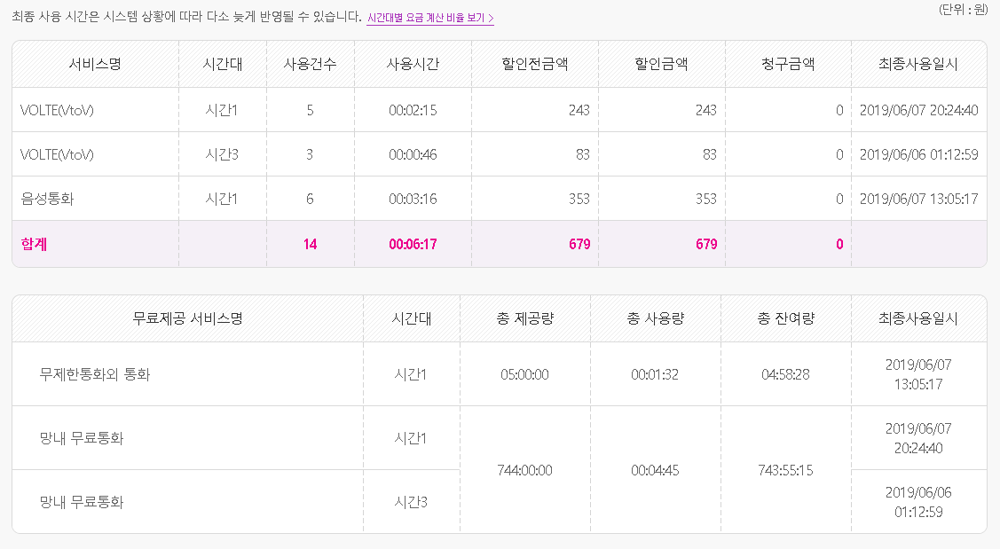 최종 사용 시간은 시스템 상황에 따라 다소 늦게 반영될 수 있습니다. 시간대별 요금 계산 비율 보기 >
(단위 : 원)
서비스명 시간대 사용건수 사용시간 할인전금액 할인금액 청구금액 최종사용일시
VOLTE(VtoV) 시간1 5 00:02:15 243 243 0 2019/06/07 20:24:40
VOLTE(VtoV) 시간3 3 00:00:46 83 83 0 2019/06/06 01:12:59
음성통화 시간1 6 00:03:16 353 353 0 2019/06/07 13:05:17
합계 14 00:06:17 679 679 0
무료제공 서비스명 시간대 총 제공량 총 사용량 총 잔여량 최종사용일시
무제한통화외 통화 시간1 05:00:00 00:01:32 04:58:28 2019/06/07
13:05:17
망내 무료통화 시간1 2019/06/07
20:24:40
744:00:00 00:04:45 743:55:15
망내 무료통화 시간3 2019/06/06
01:12:59